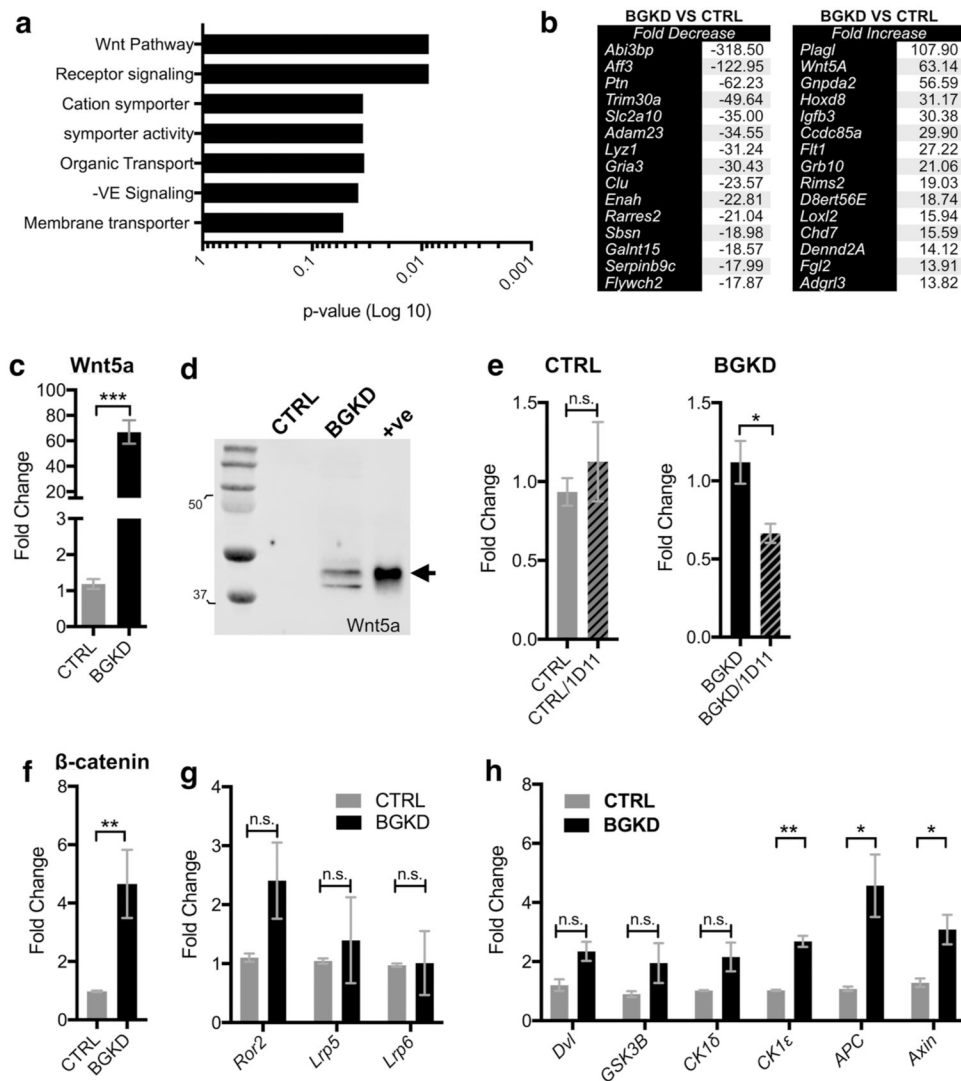 a
Wnt Pathway
Receptor signaling
Cation symporter
symporter activity
Organic Transport
-VE Signaling
Membrane transporter
1 0.1 0.01 0.001
p-value (Log 10)
b
BGKD VS CTRL
Fold Decrease
Abi3bp -318.50
Aff3 -122.95
Ptn -62.23
Trim30a -49.64
Slc2a10 -35.00
Adam23 -34.55
Lyz1 -31.24
Gria3 -30.43
Clu -23.57
Enah -22.81
Rarres2 -21.04
Sbsn -18.98
Galnt15 -18.57
Serpinb9c -17.99
Flywch2 -17.87
BGKD VS CTRL
Fold Increase
Plagl 107.90
Wnt5A 63.14
Gnpda2 56.59
Hoxd8 31.17
Igfb3 30.38
Ccdc85a 29.90
Flt1 27.22
Grb10 21.06
Rims2 19.03
D8ert56E 18.74
Loxl2 15.94
Chd7 15.59
Dennd2A 14.12
Fgl2 13.91
Adgrl3 13.82
c
Wnt5a
Fold Change
100
80
60
40
20
3
2
1
0
***
CTRL
BGKD
d
CTRL
BGKD
+ve
50
37
Wnt5a
e
CTRL
Fold Change
1.5
1.0
0.5
0.0
n.s.
CTRL
CTRL/1D11
BGKD
Fold Change
1.5
1.0
0.5
0.0
*
BGKD
BGKD/1D11
f
ß-catenin
Fold Change
8
6
4
2
0
**
CTRL
BGKD
g
Fold Change
4
3
2
1
0
CTRL
BGKD
n.s.
n.s.
n.s.
Ror2
Lrp5
Lrp6
h
Fold Change
8
6
4
2
0
CTRL
BGKD
n.s.
n.s.
n.s.
**
*
*
Dvl
GSK3B
CK1δ
CK1ε
APC
Axin